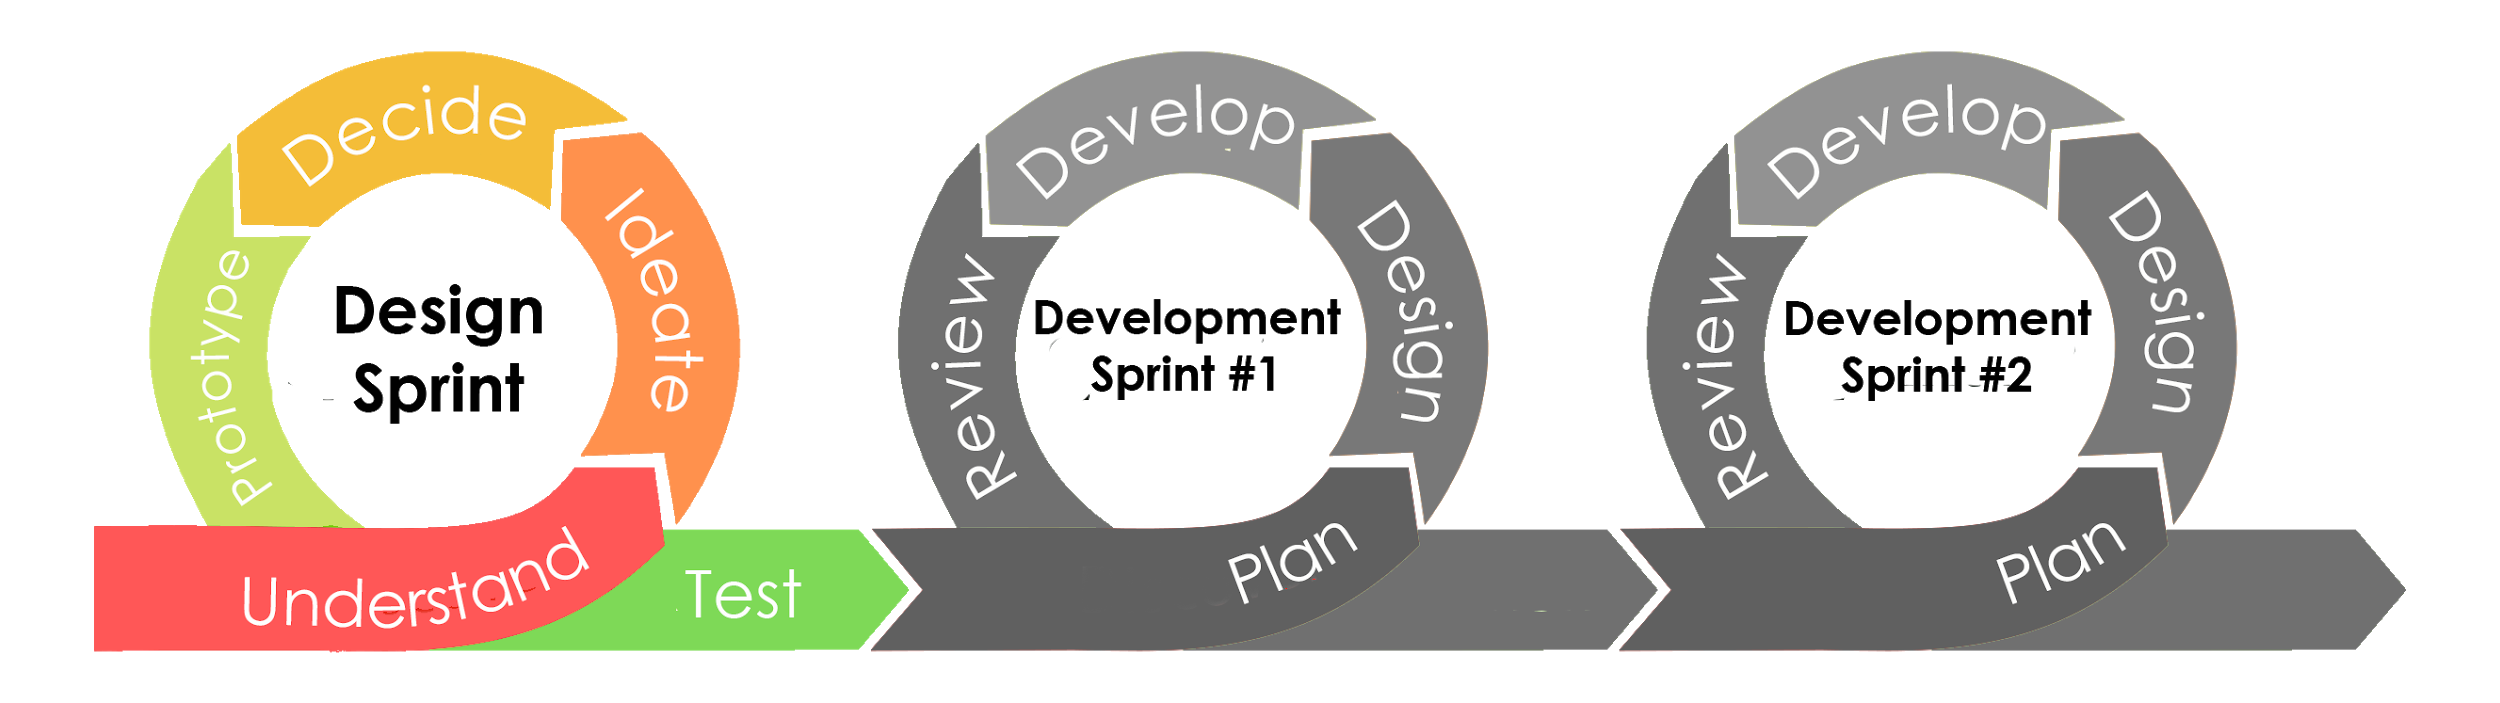 Understand
Ideate
Decide
Prototype
Test
Design
Sprint
Plan
Design
Develop
Review
Development
Sprint #1
Plan
Design
Develop
Review
Development
Sprint #2